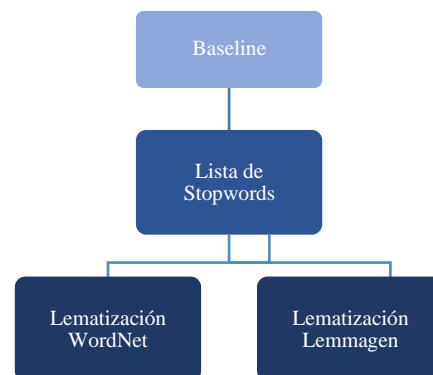 Baseline
Lista de
Stopwords
Lematización
WordNet
Lematización
Lemmagen